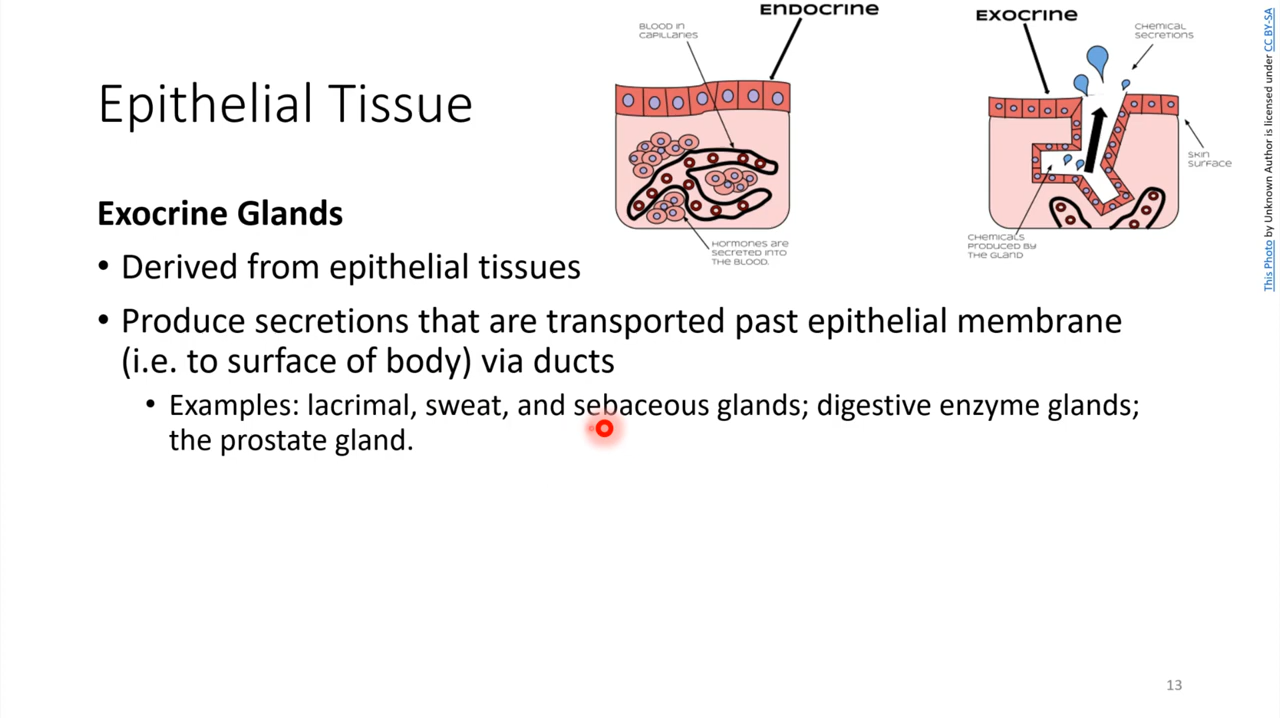 ENDOCRINE
BLOOD IN
CAPILLARIES
EXOCRINE
CHEMICAL
SECRETIONS
SKIN
SURFACE
HORMONES ARE
SECRETED INTO
THE BLOOD.
CHEMICALS
PRODUCED BY
THE GLAND
This Photo by Unknown Author is licensed under CC BY-SA
Epithelial Tissue
Exocrine Glands
• Derived from epithelial tissues
• Produce secretions that are transported past epithelial membrane
(i.e. to surface of body) via ducts
• Examples: lacrimal, sweat, and sebaceous glands; digestive enzyme glands;
the prostate gland.
13